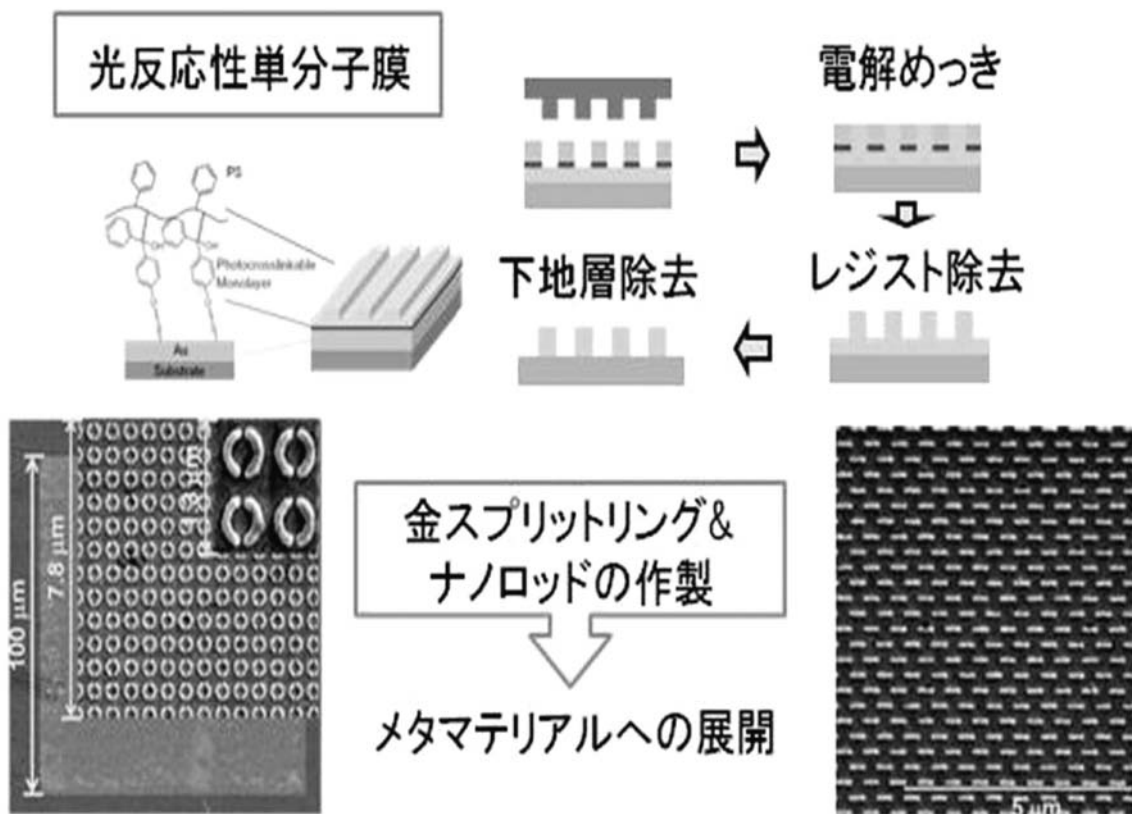 光反応性単分子膜
電解めっき
PS
OH
OH
Photocrosslinkable
Monolayer
Au
Substrate
下地層除去
レジスト除去
100 μm
7.8 μm
金スプリットリング&
ナノロッドの作製
メタマテリアルへの展開
5 μm